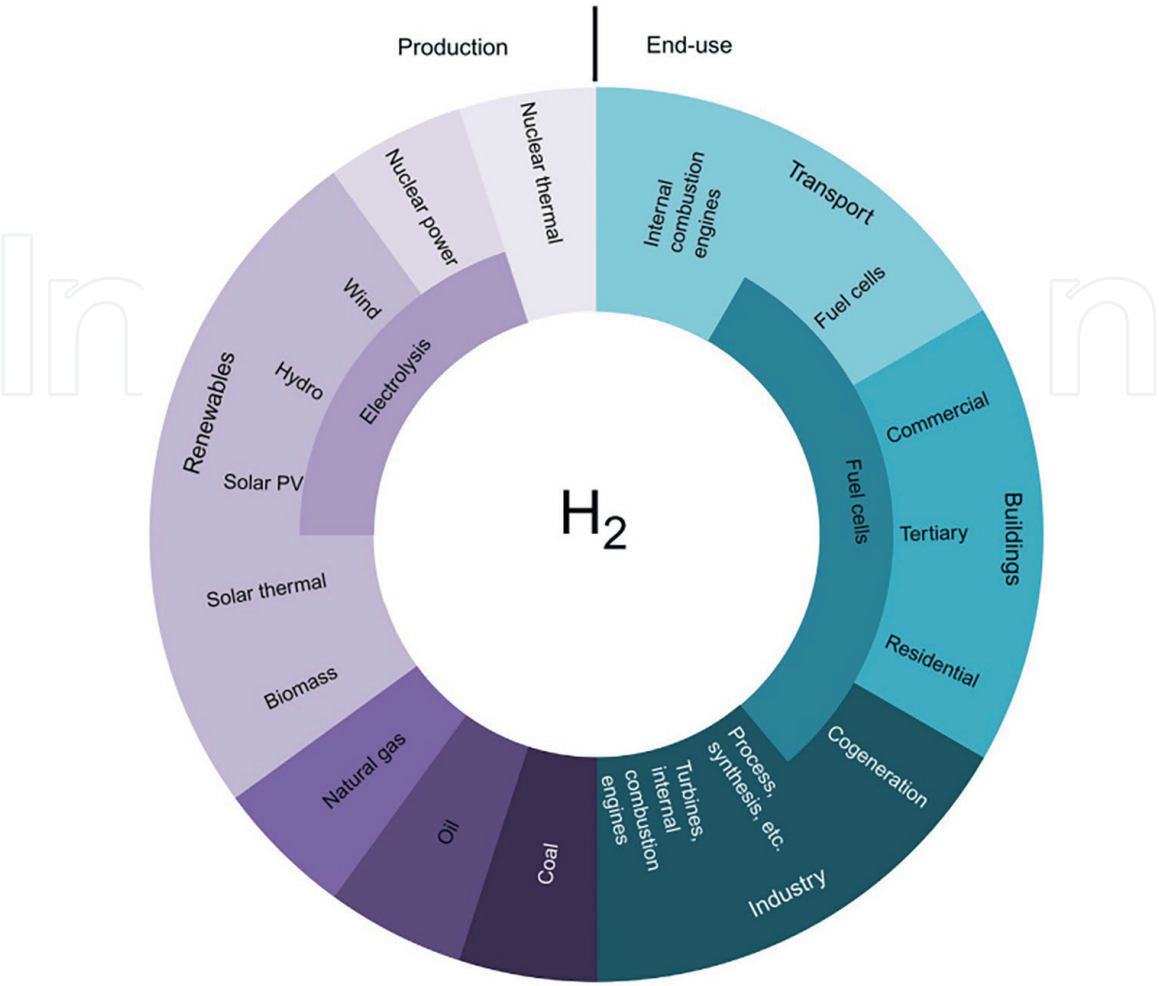 Production
End-use
Nuclear thermal
Nuclear power
Wind
Hydro
Renewables
Electrolysis
Solar PV
Solar thermal
Biomass
Natural gas
Oil
Coal
H2
Internal
combustion
engines
Transport
Fuel cells
Commercial
Fuel cells
Tertiary
Buildings
Residential
Cogeneration
Process,
synthesis, etc.
Turbines,
internal
combustion
engines
Industry
In
n